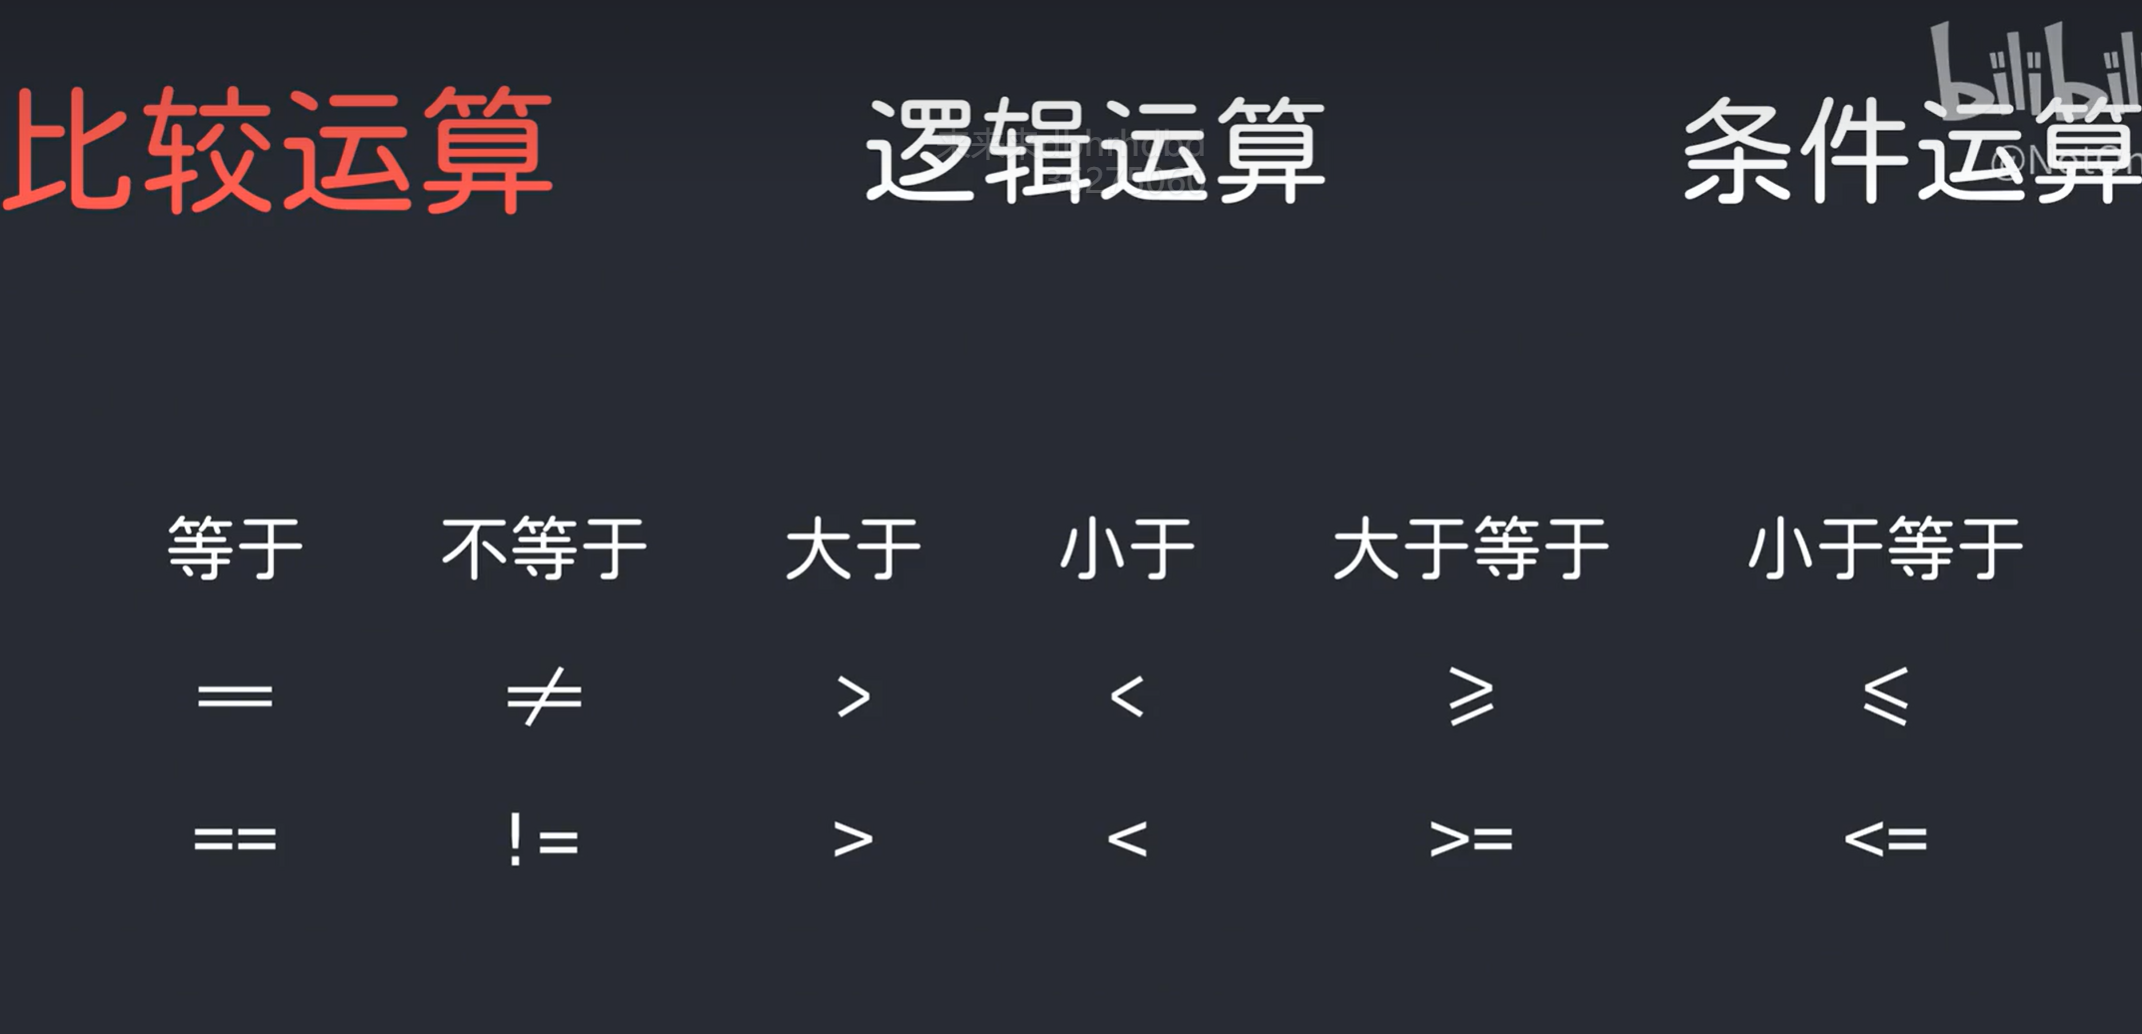 比较运算 逻辑运算 条件运算
等于 不等于 大于 小于 大于等于 小于等于
= ≠ > < ⩾ ⩽
== != > < >= <=